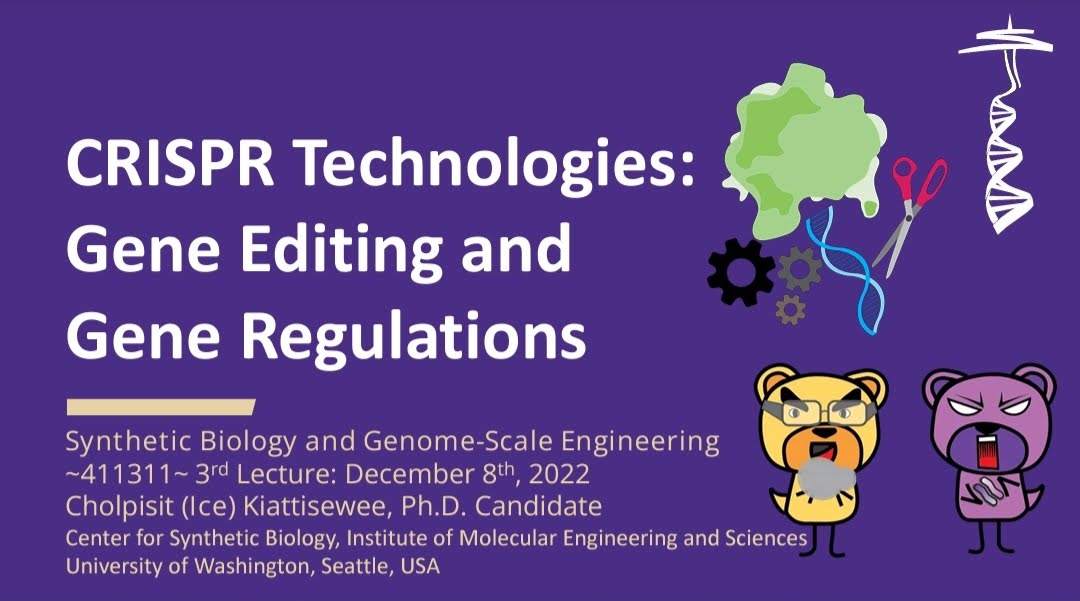 CRISPR Technologies:
Gene Editing and
Gene Regulations
Synthetic Biology and Genome-Scale Engineering
~411311~ 3rd Lecture: December 8th, 2022
Cholpisit (Ice) Kiattisewee, Ph.D. Candidate
Center for Synthetic Biology, Institute of Molecular Engineering and Sciences
University of Washington, Seattle, USA